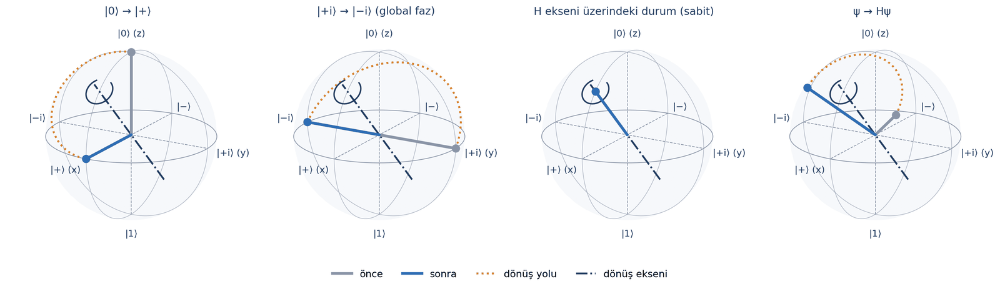 |0⟩ → |+⟩
|0⟩ (z)
|−i⟩
|−⟩
|+i⟩ (y)
|+⟩ (x)
|1⟩
|+i⟩ → |−i⟩ (global faz)
|0⟩ (z)
|−i⟩
|−⟩
|+i⟩ (y)
|+⟩ (x)
|1⟩
H ekseni üzerindeki durum (sabit)
|0⟩ (z)
|−i⟩
|−⟩
|+i⟩ (y)
|+⟩ (x)
|1⟩
ψ → Hψ
|0⟩ (z)
|−i⟩
|−⟩
|+i⟩ (y)
|+⟩ (x)
|1⟩
önce
sonra
dönüş yolu
dönüş ekseni